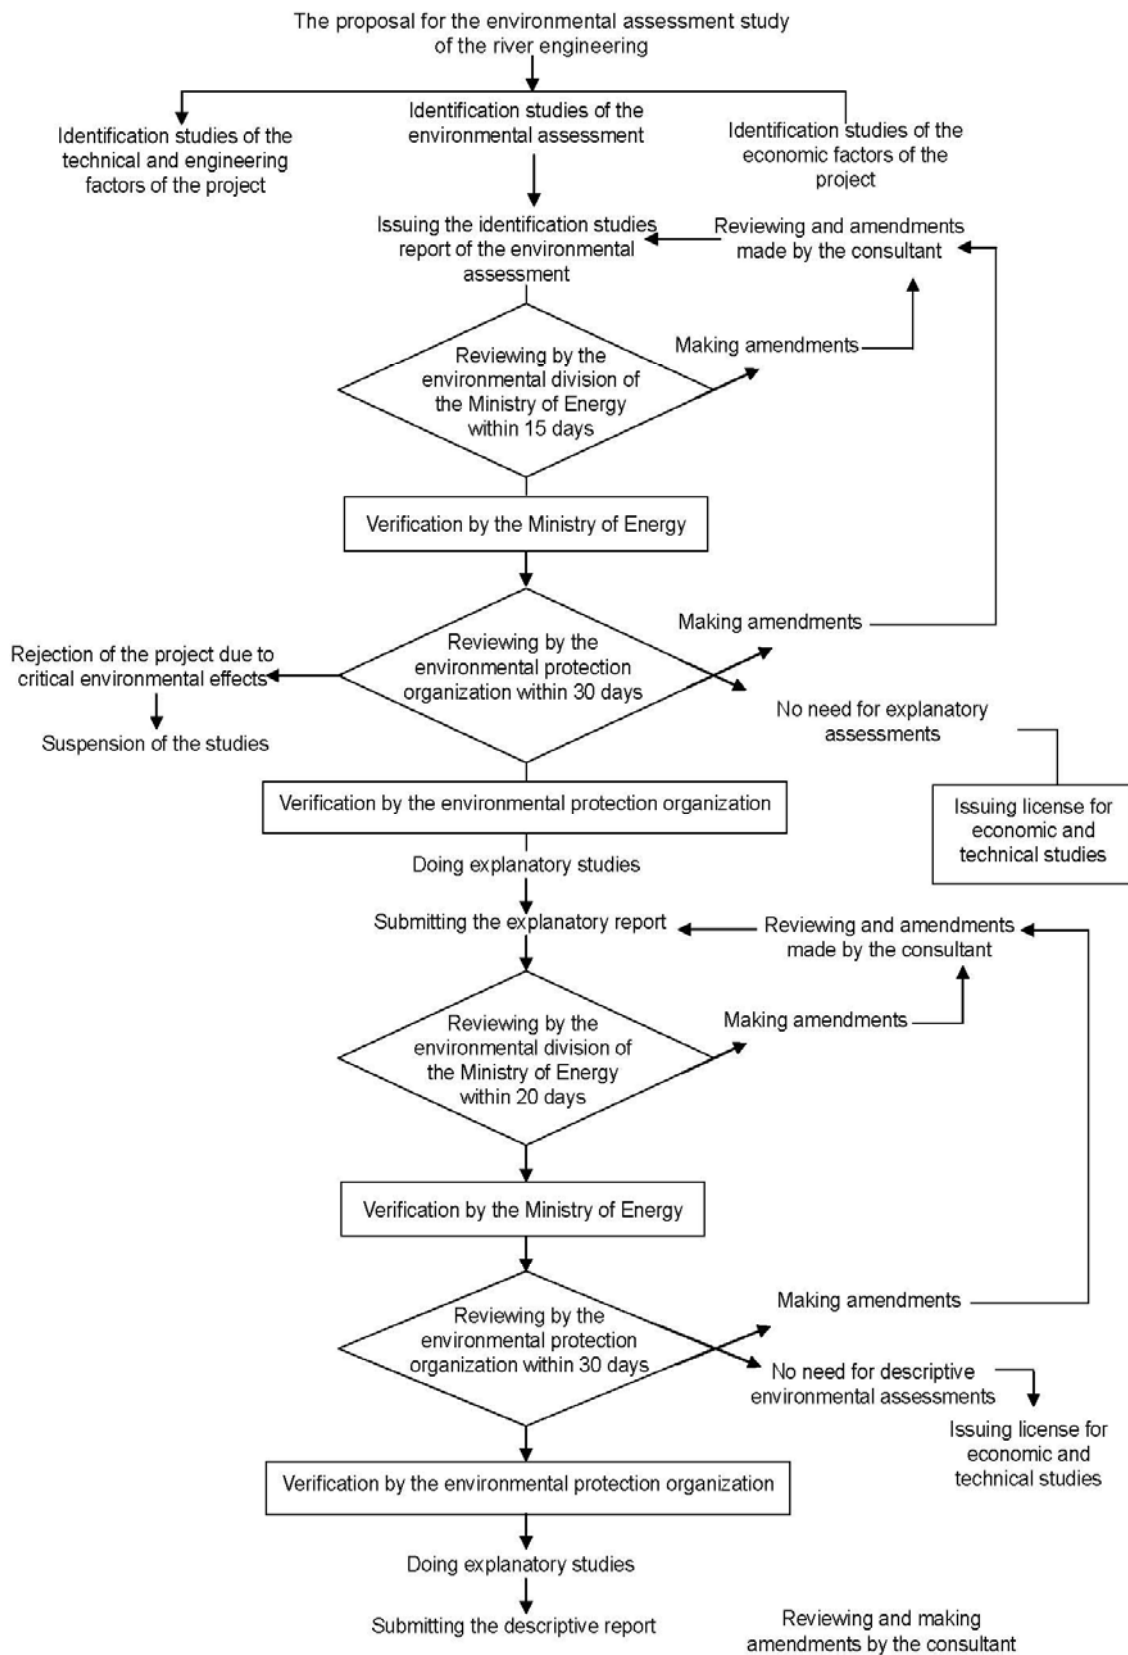 The proposal for the environmental assessment study
of the river engineering
Identification studies of the
technical and engineering
factors of the project
Identification studies of the
environmental assessment
Identification studies of the
economic factors of the
project
Issuing the identification studies
report of the environmental
assessment
Reviewing and amendments
made by the consultant
Reviewing by the
environmental division of
the Ministry of Energy
within 15 days
Making amendments
Verification by the Ministry of Energy
Reviewing by the
environmental protection
organization within 30 days
Making amendments
Rejection of the project due to
critical environmental effects
Suspension of the studies
No need for explanatory
assessments
Issuing license for
economic and
technical studies
Verification by the environmental protection organization
Doing explanatory studies
Submitting the explanatory report
Reviewing and amendments
made by the consultant
Reviewing by the
environmental division of
the Ministry of Energy
within 20 days
Making amendments
Verification by the Ministry of Energy
Reviewing by the
environmental protection
organization within 30 days
Making amendments
No need for descriptive
environmental assessments
Issuing license for
economic and
technical studies
Verification by the environmental protection organization
Doing explanatory studies
Submitting the descriptive report
Reviewing and making
amendments by the consultant